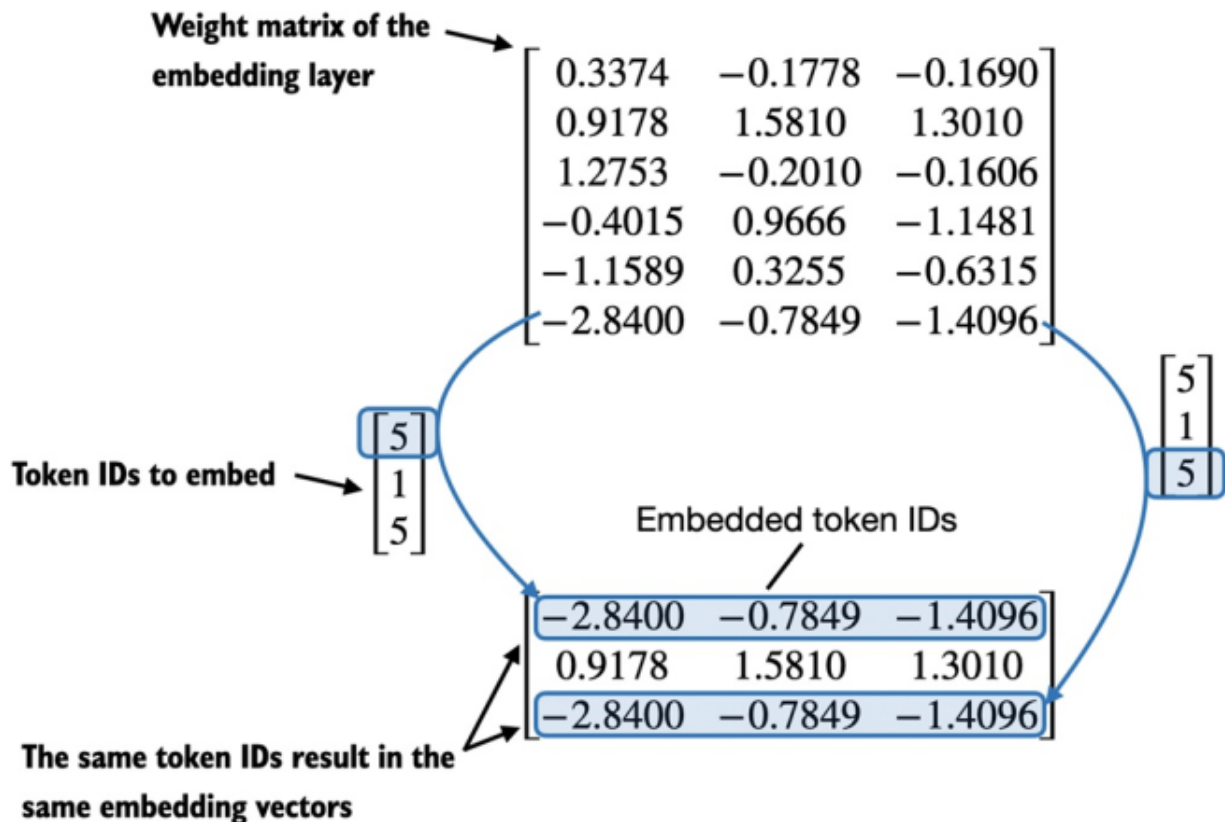 Weight matrix of the
embedding layer
0.3374 −0.1778 −0.1690
0.9178 1.5810 1.3010
1.2753 −0.2010 −0.1606
−0.4015 0.9666 −1.1481
−1.1589 0.3255 −0.6315
−2.8400 −0.7849 −1.4096
5
1
5
Token IDs to embed
5
1
5
Embedded token IDs
−2.8400 −0.7849 −1.4096
0.9178 1.5810 1.3010
−2.8400 −0.7849 −1.4096
The same token IDs result in the
same embedding vectors